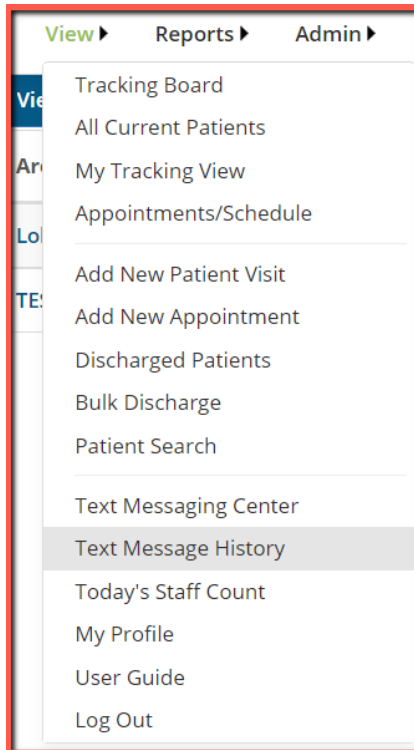 View Reports Admin
Tracking Board
All Current Patients
My Tracking View
Appointments/Schedule
Add New Patient Visit
Add New Appointment
Discharged Patients
Bulk Discharge
Patient Search
Text Messaging Center
Text Message History
Today's Staff Count
My Profile
User Guide
Log Out